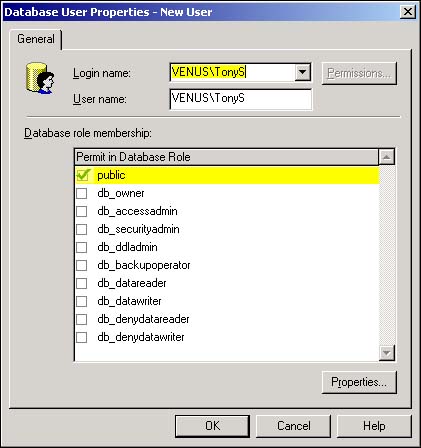 Database User Properties - New User
General
Login name: VENUS\TonyS Permissions...
User name: VENUS\TonyS
Database role membership:
Permit in Database Role
public
db_owner
db_accessadmin
db_securityadmin
db_ddladmin
db_backupoperator
db_datareader
db_datawriter
db_denydatareader
db_denydatawriter
Properties...
OK Cancel Help